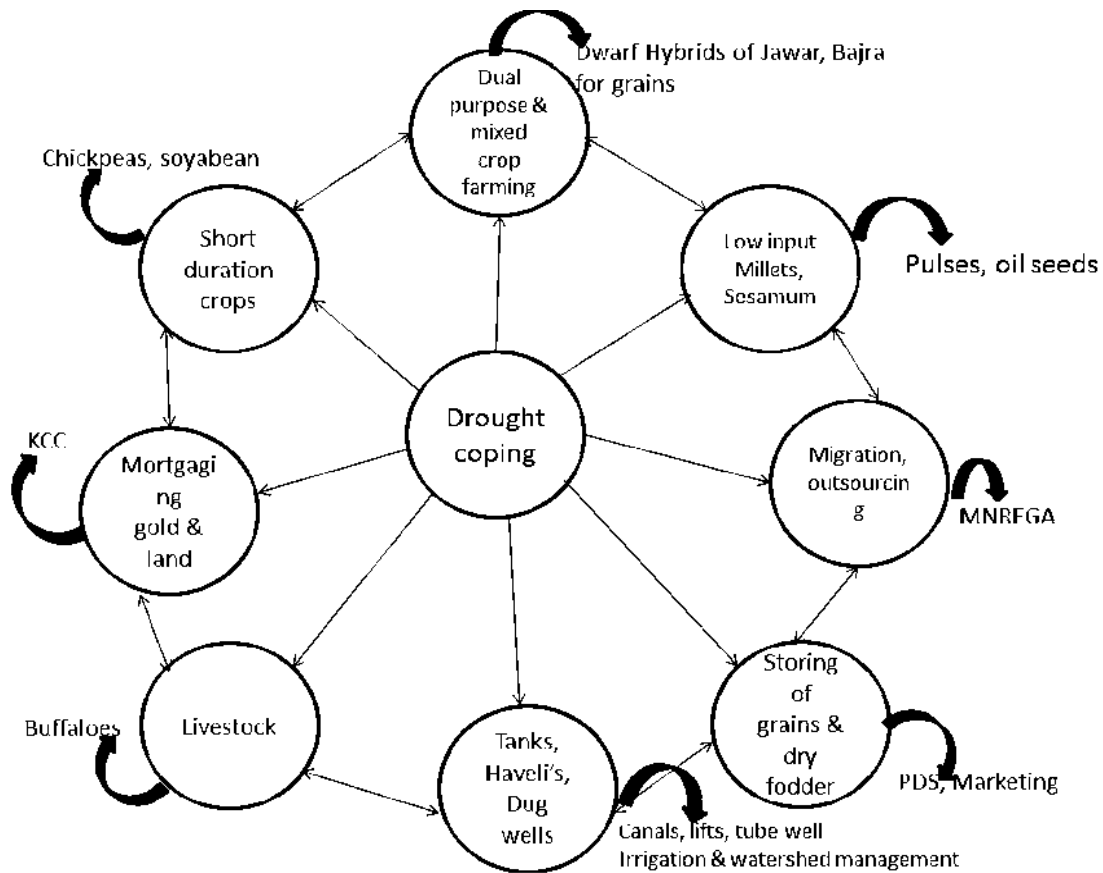 Dwarf Hybrids of Jawar, Bajra
for grains
Dual
purpose &
mixed
crop
farming
Chickpeas, soyabean
Short
duration
crops
Low input
Millets,
Sesamum
Pulses, oil seeds
Drought
coping
KCC
Mortgagi
ng
gold &
land
Migration,
outsourcin
g
MNREGA
Storing
of
grains &
dry
fodder
PDS, Marketing
Buffaloes
Livestock
Tanks,
Haveli's,
Dug
wells
Canals, lifts, tube well
Irrigation & watershed management